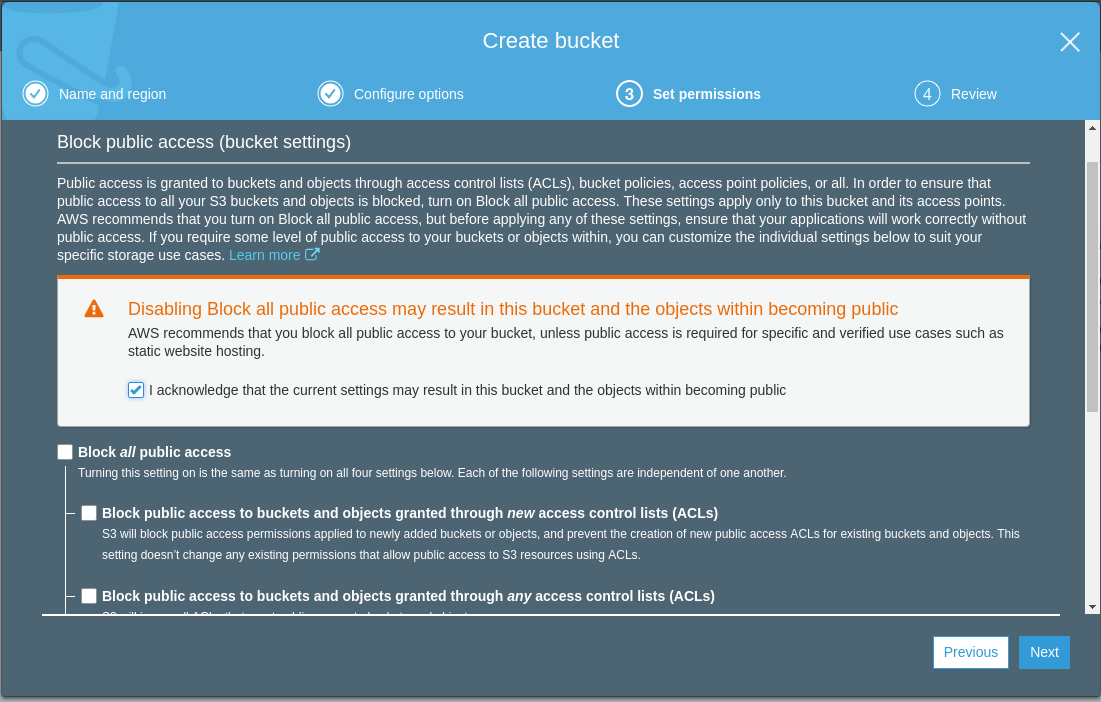 Create bucket
Name and region
Configure options
3 Set permissions
4 Review
Block public access (bucket settings)
Public access is granted to buckets and objects through access control lists (ACLs), bucket policies, access point policies, or all. In order to ensure that
public access to all your S3 buckets and objects is blocked, turn on Block all public access. These settings apply only to this bucket and its access points.
AWS recommends that you turn on Block all public access, but before applying any of these settings, ensure that your applications will work correctly without
public access. If you require some level of public access to your buckets or objects within, you can customize the individual settings below to suit your
specific storage use cases. Learn more
Disabling Block all public access may result in this bucket and the objects within becoming public
AWS recommends that you block all public access to your bucket, unless public access is required for specific and verified use cases such as
static website hosting.
I acknowledge that the current settings may result in this bucket and the objects within becoming public
Block all public access
Turning this setting on is the same as turning on all four settings below. Each of the following settings are independent of one another.
Block public access to buckets and objects granted through new access control lists (ACLs)
S3 will block public access permissions applied to newly added buckets or objects, and prevent the creation of new public access ACLs for existing buckets and objects. This
setting doesn't change any existing permissions that allow public access to S3 resources using ACLs.
Block public access to buckets and objects granted through any access control lists (ACLs)
Previous
Next